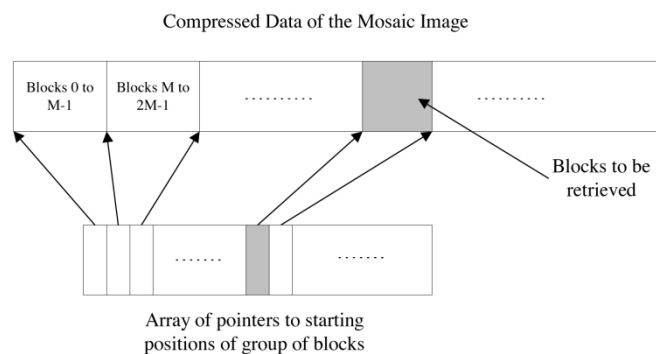 Compressed Data of the Mosaic Image
Blocks 0 to
M-1
Blocks M to
2M-1
..........
..........
Blocks to be
retrieved
.......
.......
Array of pointers to starting
positions of group of blocks